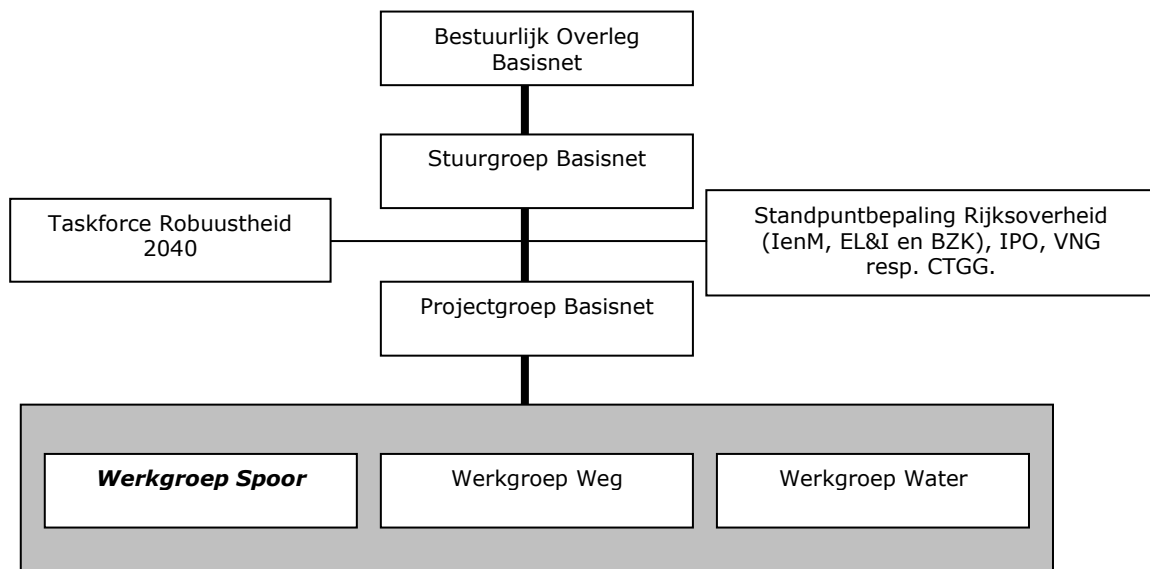 Bestuurlijk Overleg
Basisnet
Stuurgroep Basisnet
Taskforce Robuustheid
2040
Standpuntbepaling Rijksoverheid
(IenM, EL&I en BZK), IPO, VNG
resp. CTGG.
Projectgroep Basisnet
Werkgroep Spoor
Werkgroep Weg
Werkgroep Water